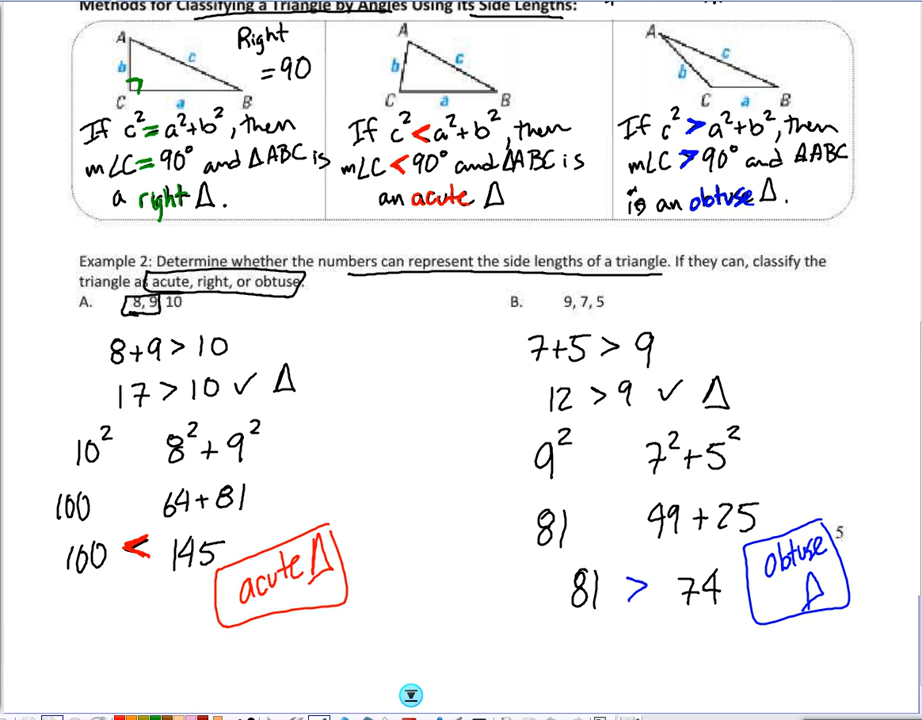 Methods for Classifying a Triangle by Angles Using its Side Lengths:
A
b
c
C
a
B
Right
= 90
If c² = a² + b², then
m∠C = 90° and ΔABC is
a right Δ.
A
b
c
C
a
B
If c² < a² + b², then
m∠C < 90° and ΔABC is
an acute Δ
A
c
b
C
a
B
If c² > a² + b², then
m∠C > 90° and ΔABC
is an obtuse Δ.
Example 2: Determine whether the numbers can represent the side lengths of a triangle. If they can, classify the
triangle as acute, right, or obtuse.
A. 8, 9, 10
8 + 9 > 10
17 > 10 ✓ Δ
10² 8² + 9²
100 64 + 81
100 < 145
acute Δ
B. 9, 7, 5
7 + 5 > 9
12 > 9 ✓ Δ
9² 7² + 5²
81 49 + 25
81 > 74
obtuse
Δ
5